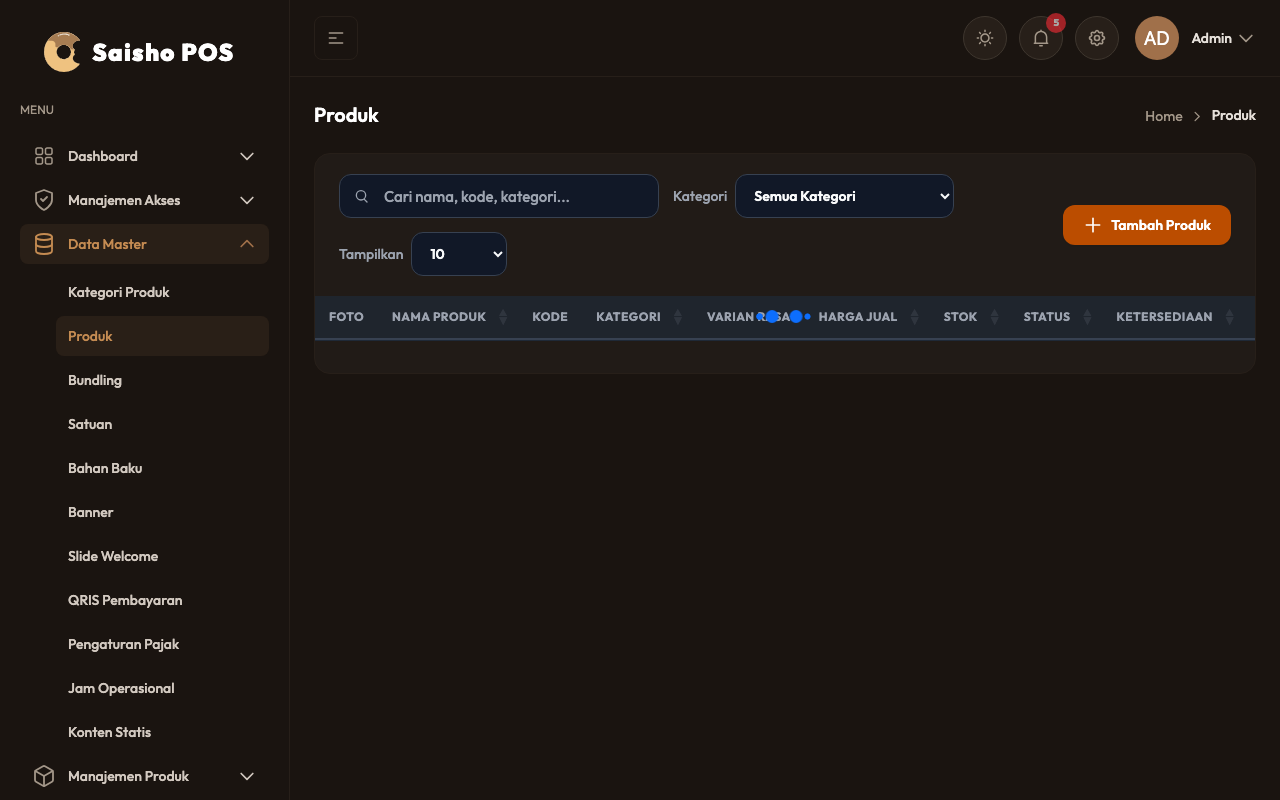 Saisho POS
5
AD
Admin
MENU
Dashboard
Manajemen Akses
Data Master
Kategori Produk
Produk
Bundling
Satuan
Bahan Baku
Banner
Slide Welcome
QRIS Pembayaran
Pengaturan Pajak
Jam Operasional
Konten Statis
Manajemen Produk
Produk
Home > Produk
Cari nama, kode, kategori...
Kategori
Semua Kategori
Tampilkan
10
Tambah Produk
FOTO NAMA PRODUK KODE KATEGORI VARIAN RASA HARGA JUAL STOK STATUS KETERSEDIAAN